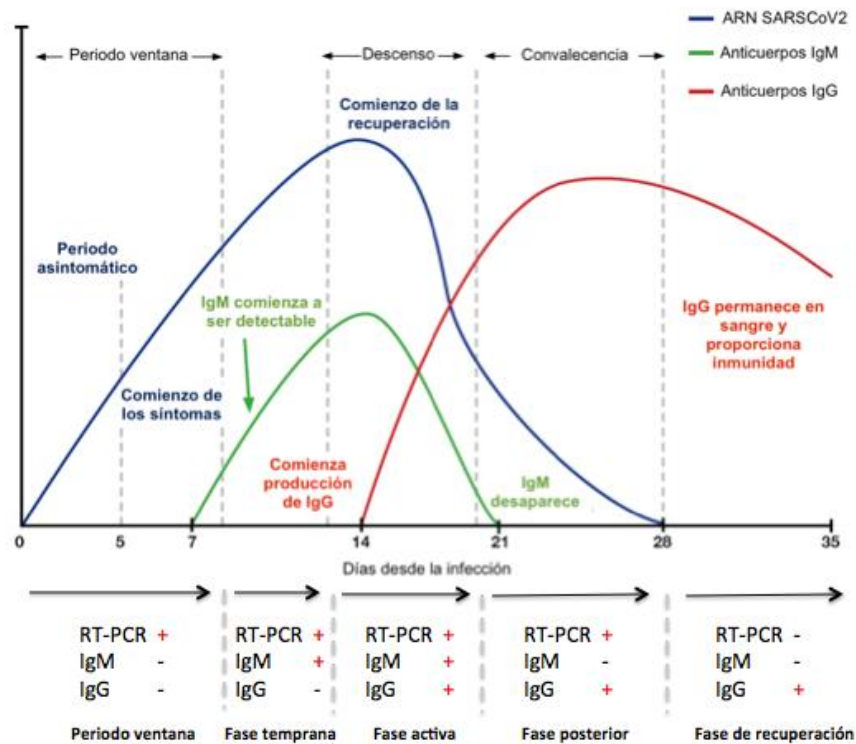 ARN SARSCoV2
Anticuerpos IgM
Anticuerpos IgG
Periodo ventana
Descenso
Convalecencia
Comienzo de la
recuperación
Periodo
asintomático
IgM comienza a
ser detectable
Comienzo de
los síntomas
IgG permanece en
sangre y
proporciona
inmunidad
Comienza
producción
de IgG
IgM
desaparece
0 5 7 14 21 28 35
Días desde la infección
RT-PCR + RT-PCR + RT-PCR + RT-PCR + RT-PCR -
IgM - IgM + IgM + IgM - IgM -
IgG - IgG - IgG + IgG + IgG +
Periodo ventana Fase temprana Fase activa Fase posterior Fase de recuperación